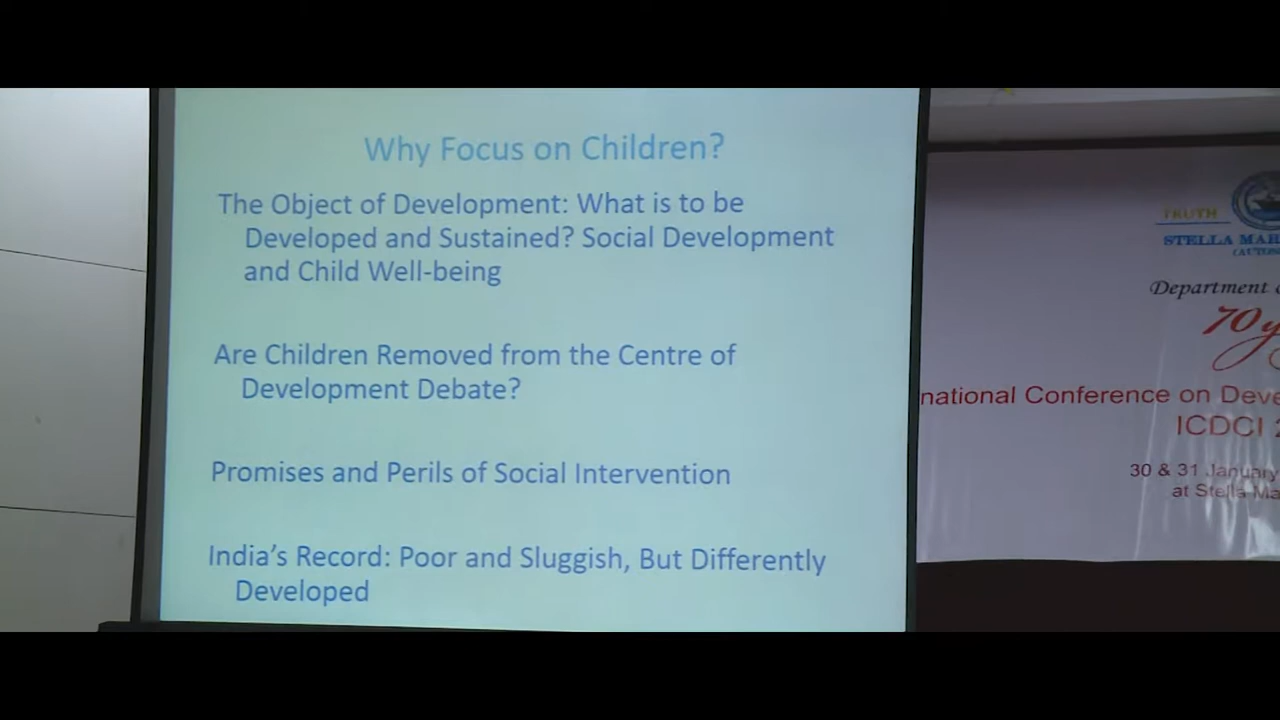 Why Focus on Children?
The Object of Development: What is to be
Developed and Sustained? Social Development
and Child Well-being
Are Children Removed from the Centre of
Development Debate?
Promises and Perils of Social Intervention
India's Record: Poor and Sluggish, But Differently
Developed
TRUTH
STELLA
Department
70
national Conference on
ICDCI
30 & 31 January
at Stella